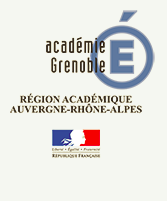 académie
Grenoble
É
RÉGION ACADÉMIQUE
AUVERGNE-RHÔNE-ALPES
Liberté • Égalité • Fraternité
RÉPUBLIQUE FRANÇAISE